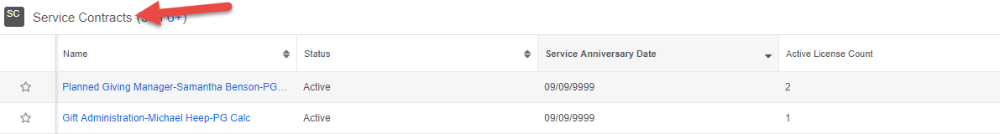 SC
Service Contracts
6+)
Name Status Service Anniversary Date Active License Count
Planned Giving Manager-Samantha Benson-PG... Active 09/09/9999 2
Gift Administration-Michael Heep-PG Calc Active 09/09/9999 1